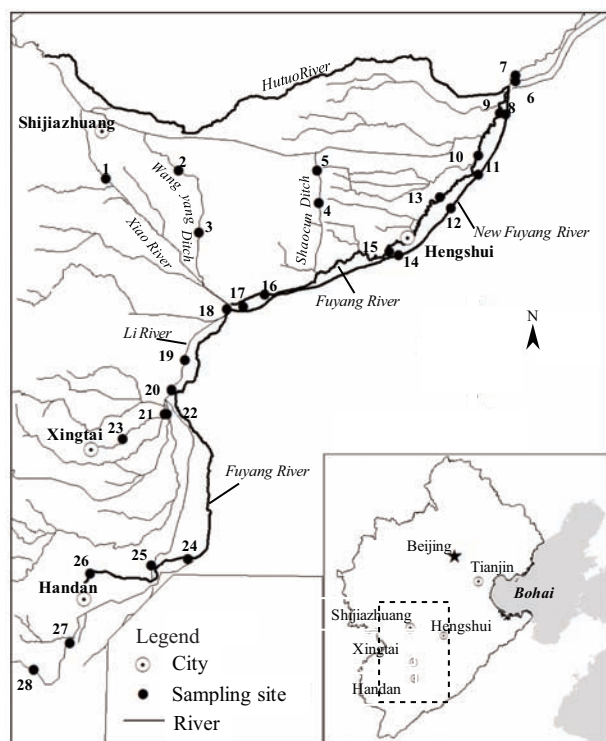 HutuoRiver
7
6
9
8
Shijiazhuang
10
1
2
5
11
Wang yang Ditch
Shaocun Ditch
4
13
12
3
Xiao River
New Fuyang River
15
Hengshui
14
16
Fuyang River
17
18
Li River
N
19
20
21
22
23
Xingtai
Fuyang River
25
24
26
Handan
27
28
Legend
City
Sampling site
River
Beijing
Tianjin
Bohai
Shijiazhuang
Hengshui
Xingtai
Handan